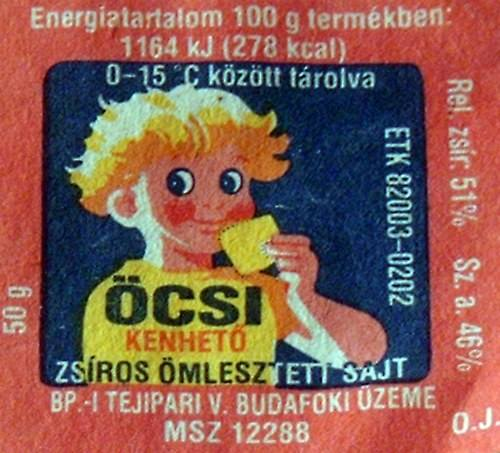 Energiatartalom 100 g termékben:
1164 kJ (278 kcal)
0-15 °C között tárolva
ETK 82003-0202
Rel. zsír. 51% Sz. a. 46%
50 g
ÖCSI
KENHETŐ
ZSÍROS ÖMLESZTETT SAJT
BP.-I TEJIPARI V. BUDAFOKI ÜZEME
MSZ 12288
O.J.